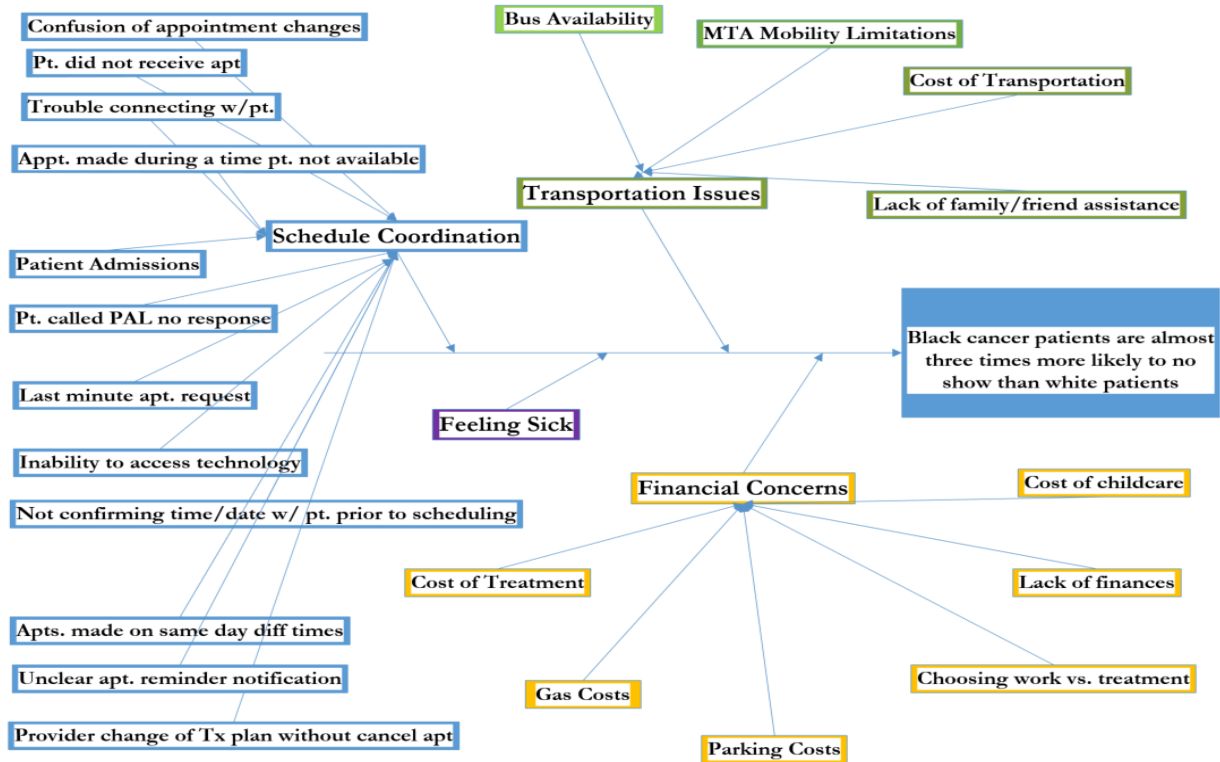 Confusion of appointment changes
Pt. did not receive apt
Trouble connecting w/pt.
Appt. made during a time pt. not available
Schedule Coordination
Patient Admissions
Pt. called PAL no response
Last minute apt. request
Inability to access technology
Not confirming time/date w/ pt. prior to scheduling
Apts. made on same day diff times
Unclear apt. reminder notification
Provider change of Tx plan without cancel apt
Bus Availability
MTA Mobility Limitations
Cost of Transportation
Transportation Issues
Lack of family/friend assistance
Black cancer patients are almost
three times more likely to no
show than white patients
Feeling Sick
Financial Concerns
Cost of childcare
Cost of Treatment
Lack of finances
Gas Costs
Choosing work vs. treatment
Parking Costs